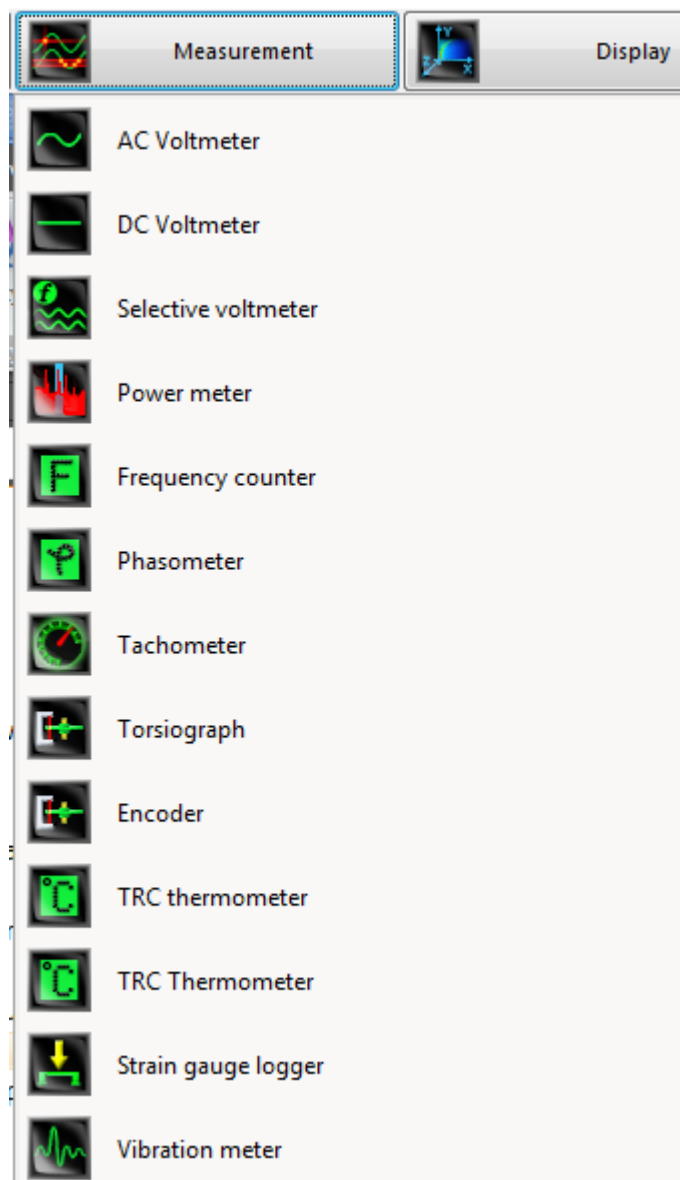 Measurement
Display
AC Voltmeter
DC Voltmeter
Selective voltmeter
Power meter
Frequency counter
Phasometer
Tachometer
Torsiograph
Encoder
TRC thermometer
TRC Thermometer
Strain gauge logger
Vibration meter